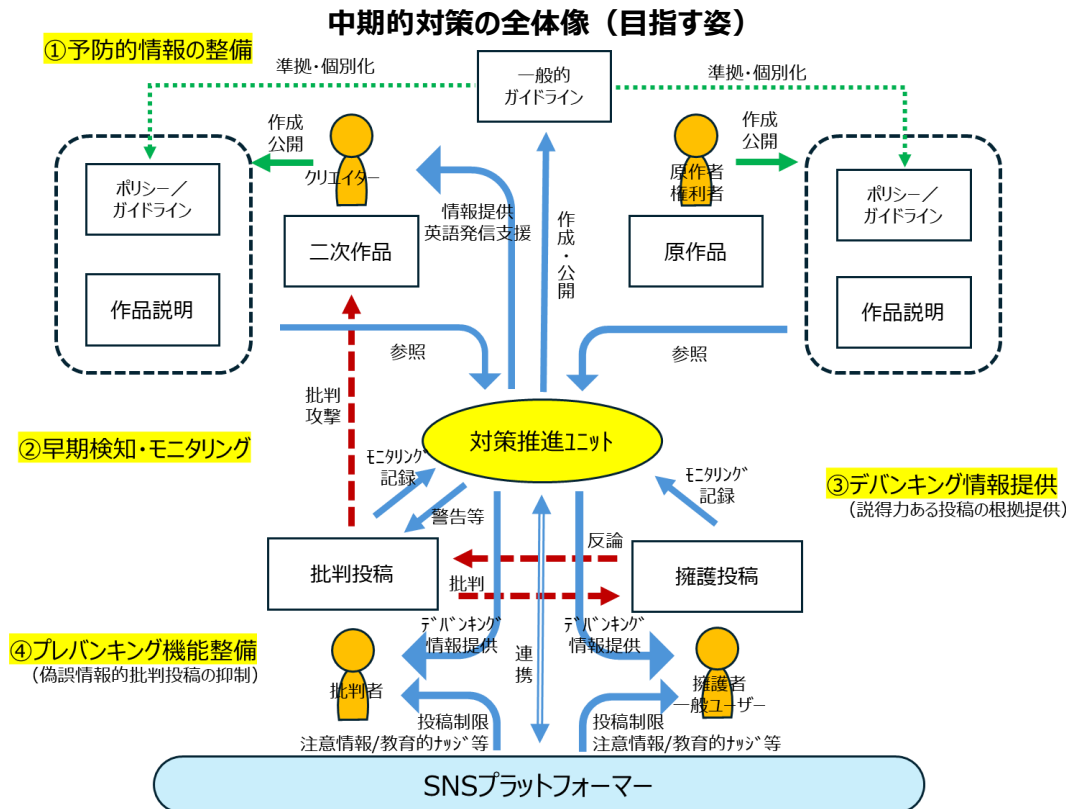 中期的対策の全体像（目指す姿）
①予防的情報の整備
準拠・個別化
一般的
ガイドライン
準拠・個別化
作成
公開
クリエイター
作成
公開
原作者
権利者
ポリシー／
ガイドライン
ポリシー／
ガイドライン
情報提供
英語発信支援
作成・公開
二次作品
原作品
作品説明
作品説明
参照
参照
批判
攻撃
②早期検知・モニタリング
対策推進ﾕﾆｯﾄ
ﾓﾆﾀﾘﾝｸﾞ
記録
ﾓﾆﾀﾘﾝｸﾞ
記録
③デバンキング情報提供
（説得力ある投稿の根拠提供）
警告等
反論
批判投稿
批判
擁護投稿
ﾃﾞﾊﾞﾝｷﾝｸﾞ
情報提供
ﾃﾞﾊﾞﾝｷﾝｸﾞ
情報提供
連携
④プレバンキング機能整備
（偽誤情報的批判投稿の抑制）
批判者
擁護者
一般ユーザー
投稿制限
注意情報/教育的ﾅｯｼﾞ等
投稿制限
注意情報/教育的ﾅｯｼﾞ等
SNSプラットフォーマー